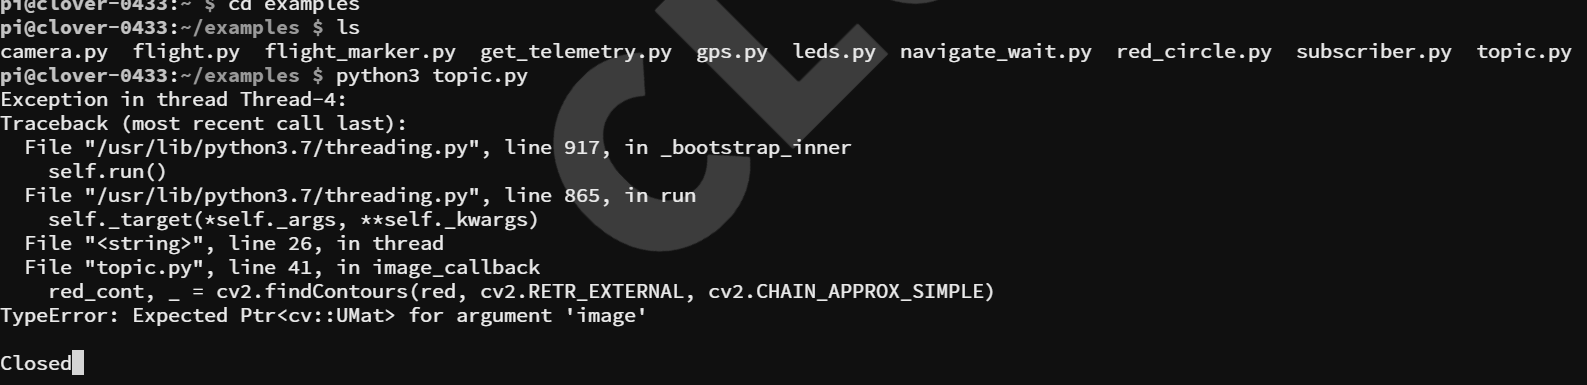 pi@clover-0433:~ $ cd examples
pi@clover-0433:~/examples $ ls
camera.py  flight.py  flight_marker.py  get_telemetry.py  gps.py  leds.py  navigate_wait.py  red_circle.py  subscriber.py  topic.py
pi@clover-0433:~/examples $ python3 topic.py
Exception in thread Thread-4:
Traceback (most recent call last):
  File "/usr/lib/python3.7/threading.py", line 917, in _bootstrap_inner
    self.run()
  File "/usr/lib/python3.7/threading.py", line 865, in run
    self._target(*self._args, **self._kwargs)
  File "<string>", line 26, in thread
  File "topic.py", line 41, in image_callback
    red_cont, _ = cv2.findContours(red, cv2.RETR_EXTERNAL, cv2.CHAIN_APPROX_SIMPLE)
TypeError: Expected Ptr<cv::UMat> for argument 'image'
Closed